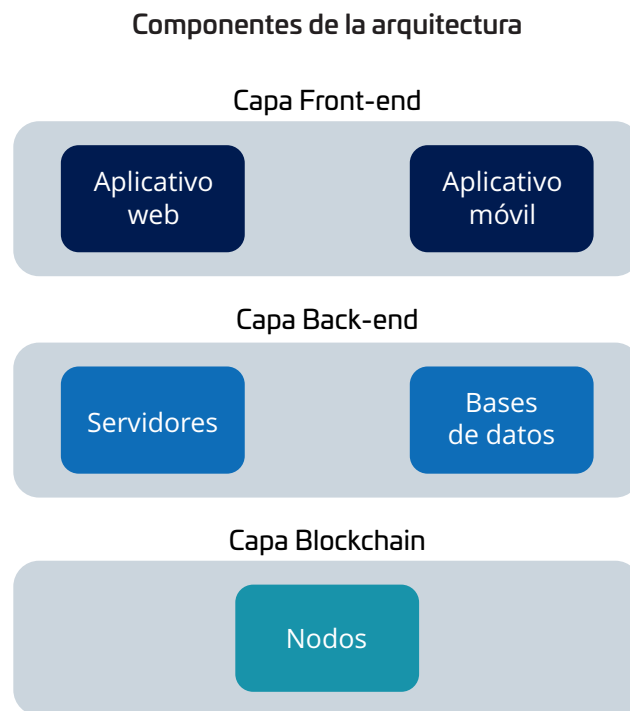 Componentes de la arquitectura
Capa Front-end
Aplicativo
web
Aplicativo
móvil
Capa Back-end
Servidores
Bases
de datos
Capa Blockchain
Nodos